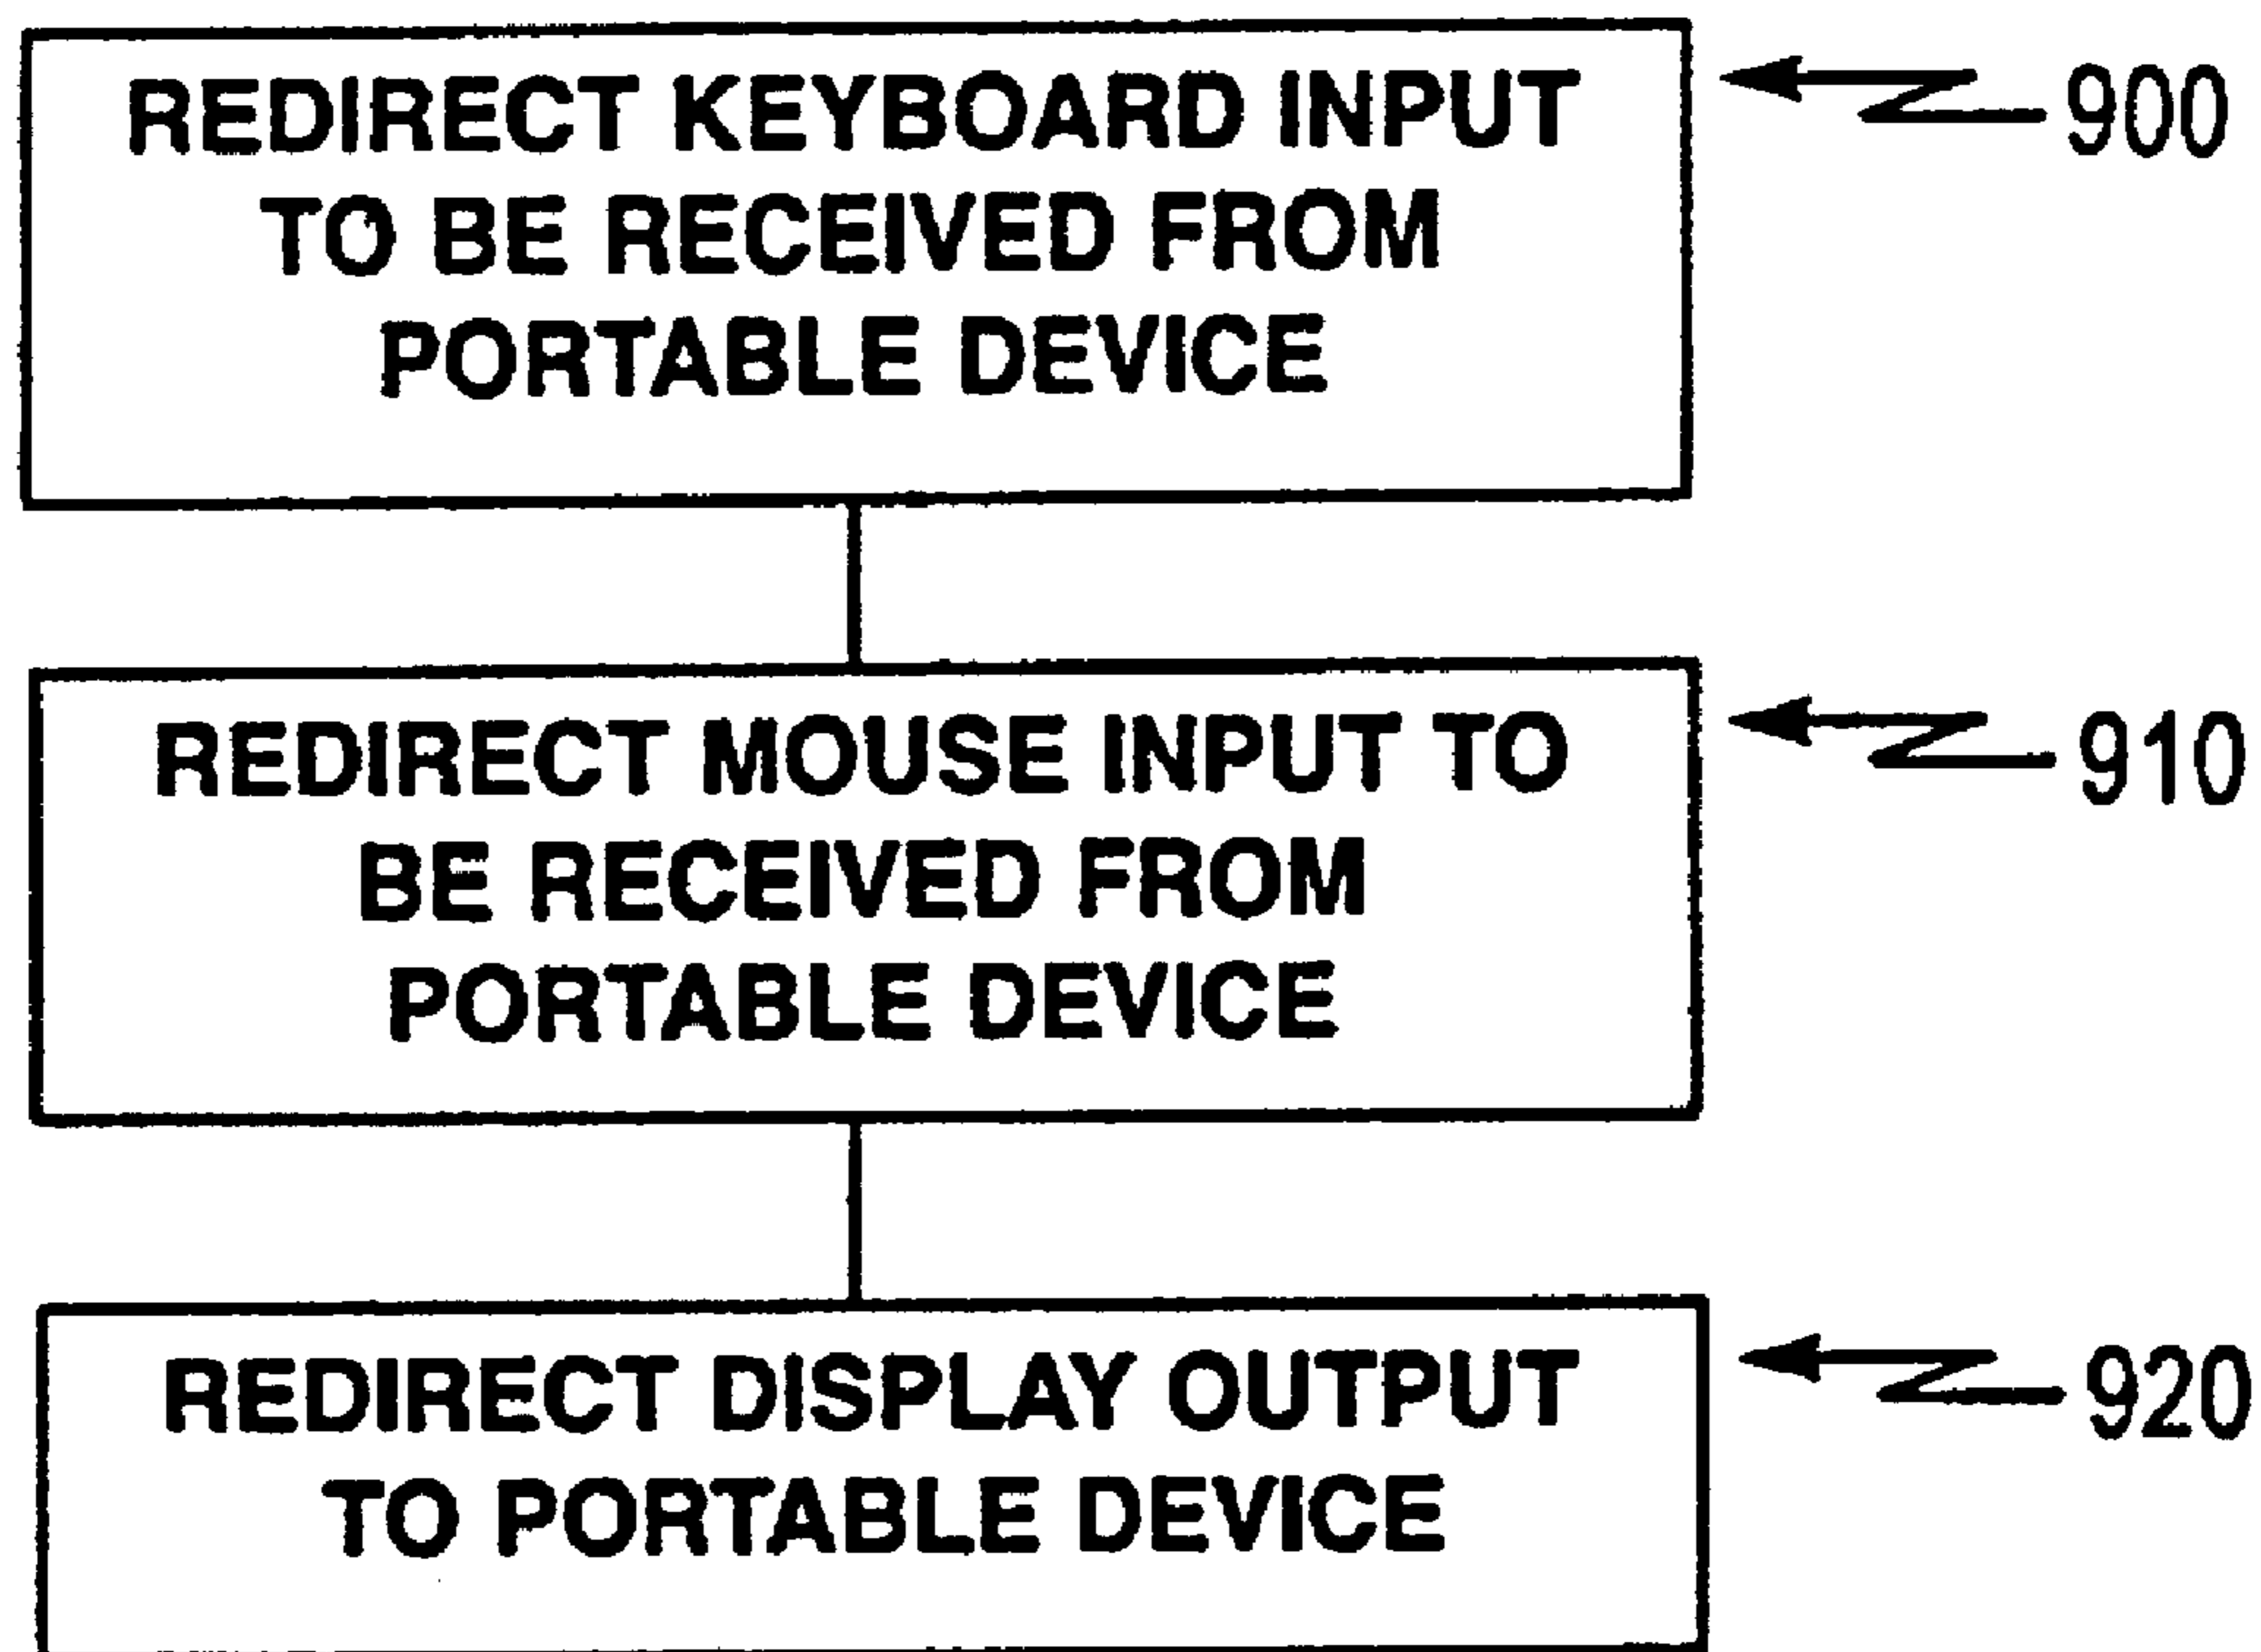 REDIRECT KEYBOARD INPUT
TO BE RECEIVED FROM
PORTABLE DEVICE
900
REDIRECT MOUSE INPUT TO
BE RECEIVED FROM
PORTABLE DEVICE
910
REDIRECT DISPLAY OUTPUT
TO PORTABLE DEVICE
920